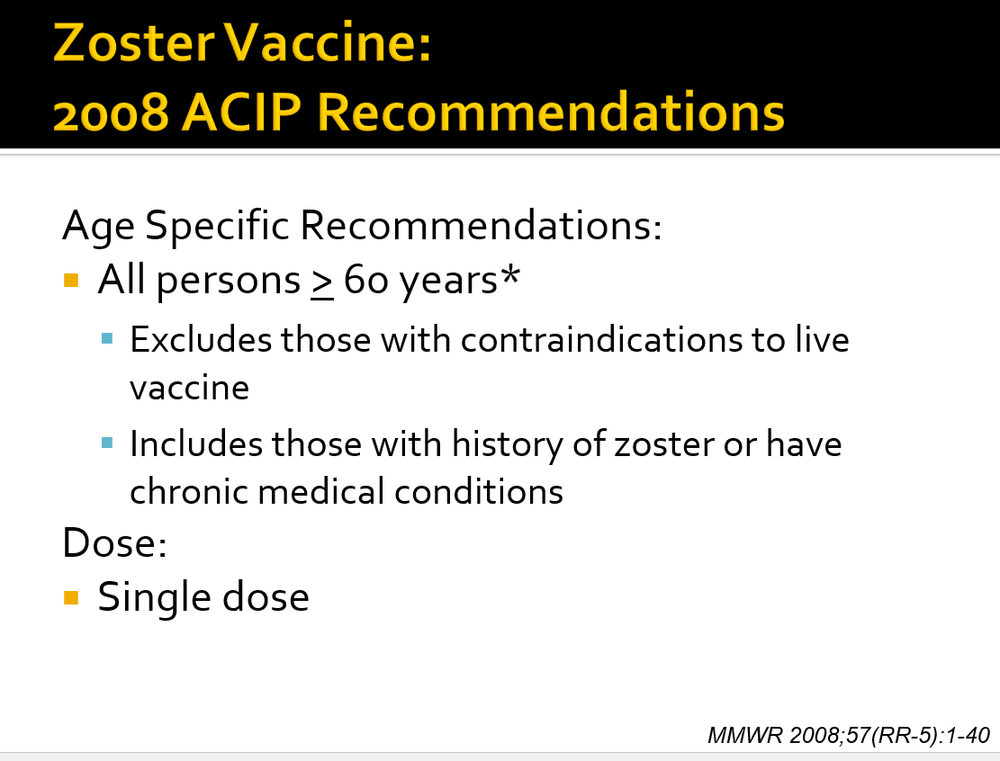 Zoster Vaccine:
2008 ACIP Recommendations
Age Specific Recommendations:
All persons ≥ 60 years*
Excludes those with contraindications to live
vaccine
Includes those with history of zoster or have
chronic medical conditions
Dose:
Single dose
MMWR 2008;57(RR-5):1-40